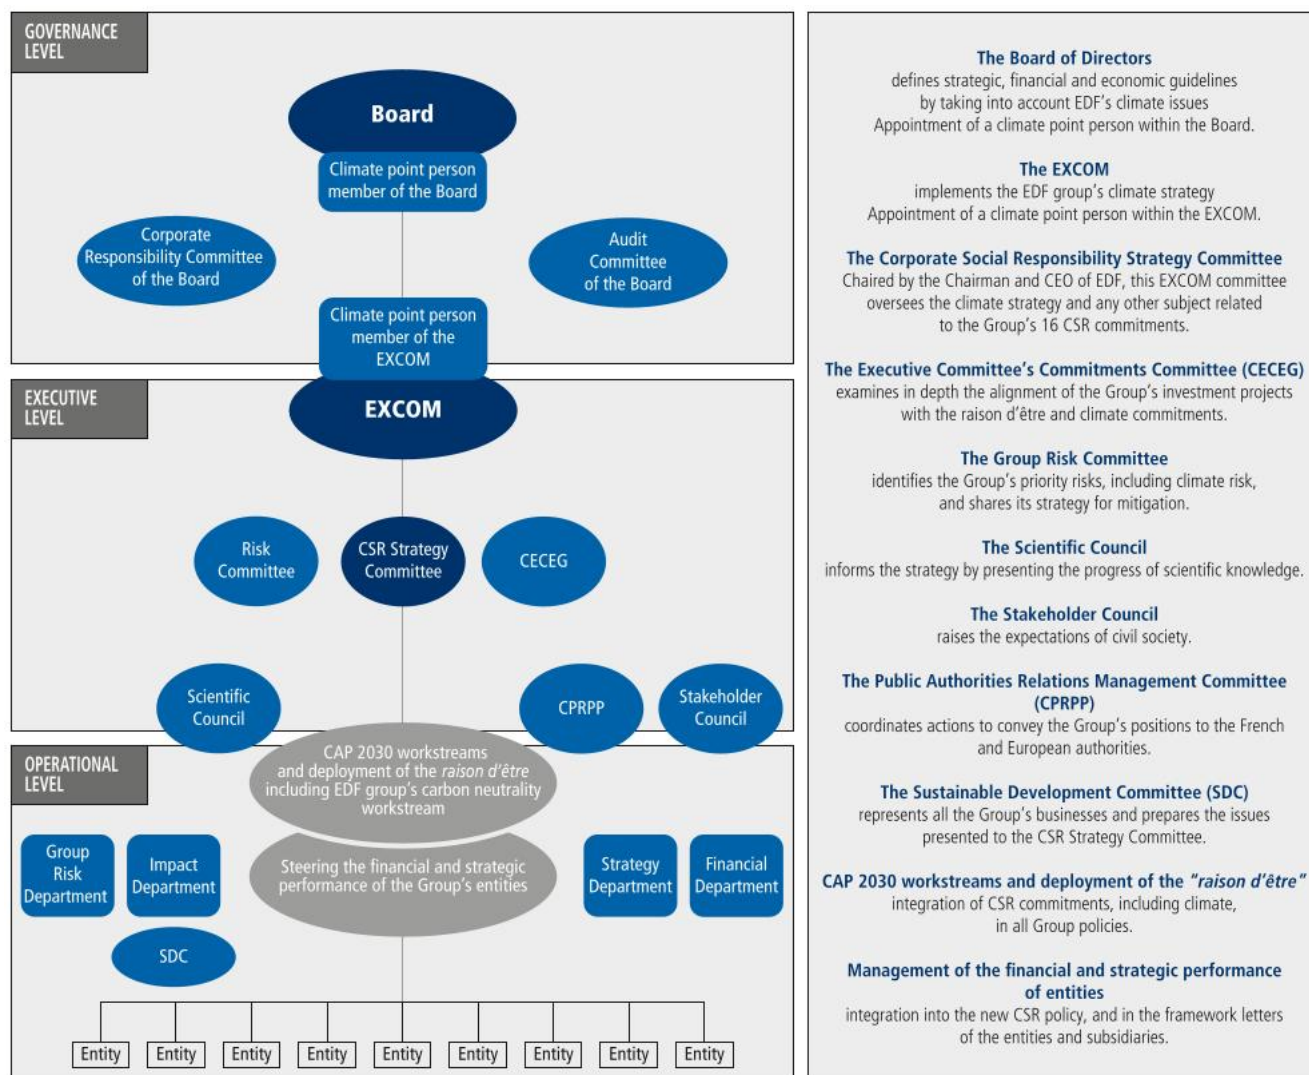 GOVERNANCE
LEVEL
Board
Climate point person
member of the Board
Corporate
Responsibility Committee
of the Board
Audit
Committee
of the Board
Climate point person
member of the
EXCOM
EXECUTIVE
LEVEL
EXCOM
Risk
Committee
CSR Strategy
Committee
CECEG
Scientific
Council
CPRPP
Stakeholder
Council
OPERATIONAL
LEVEL
CAP 2030 workstreams
and deployment of the raison d’être
including EDF group’s carbon neutrality
workstream
Group
Risk
Department
Impact
Department
Steering the financial and strategic
performance of the Group’s entities
Strategy
Department
Financial
Department
SDC
Entity
Entity
Entity
Entity
Entity
Entity
Entity
Entity
Entity
The Board of Directors
defines strategic, financial and economic guidelines
by taking into account EDF’s climate issues
Appointment of a climate point person within the Board.
The EXCOM
implements the EDF group’s climate strategy
Appointment of a climate point person within the EXCOM.
The Corporate Social Responsibility Strategy Committee
Chaired by the Chairman and CEO of EDF, this EXCOM committee
oversees the climate strategy and any other subject related
to the Group’s 16 CSR commitments.
The Executive Committee’s Commitments Committee (CECEG)
examines in depth the alignment of the Group’s investment projects
with the raison d’être and climate commitments.
The Group Risk Committee
identifies the Group’s priority risks, including climate risk,
and shares its strategy for mitigation.
The Scientific Council
informs the strategy by presenting the progress of scientific knowledge.
The Stakeholder Council
raises the expectations of civil society.
The Public Authorities Relations Management Committee
(CPRPP)
coordinates actions to convey the Group’s positions to the French
and European authorities.
The Sustainable Development Committee (SDC)
represents all the Group’s businesses and prepares the issues
presented to the CSR Strategy Committee.
CAP 2030 workstreams and deployment of the “raison d’être”
integration of CSR commitments, including climate,
in all Group policies.
Management of the financial and strategic performance
of entities
integration into the new CSR policy, and in the framework letters
of the entities and subsidiaries.